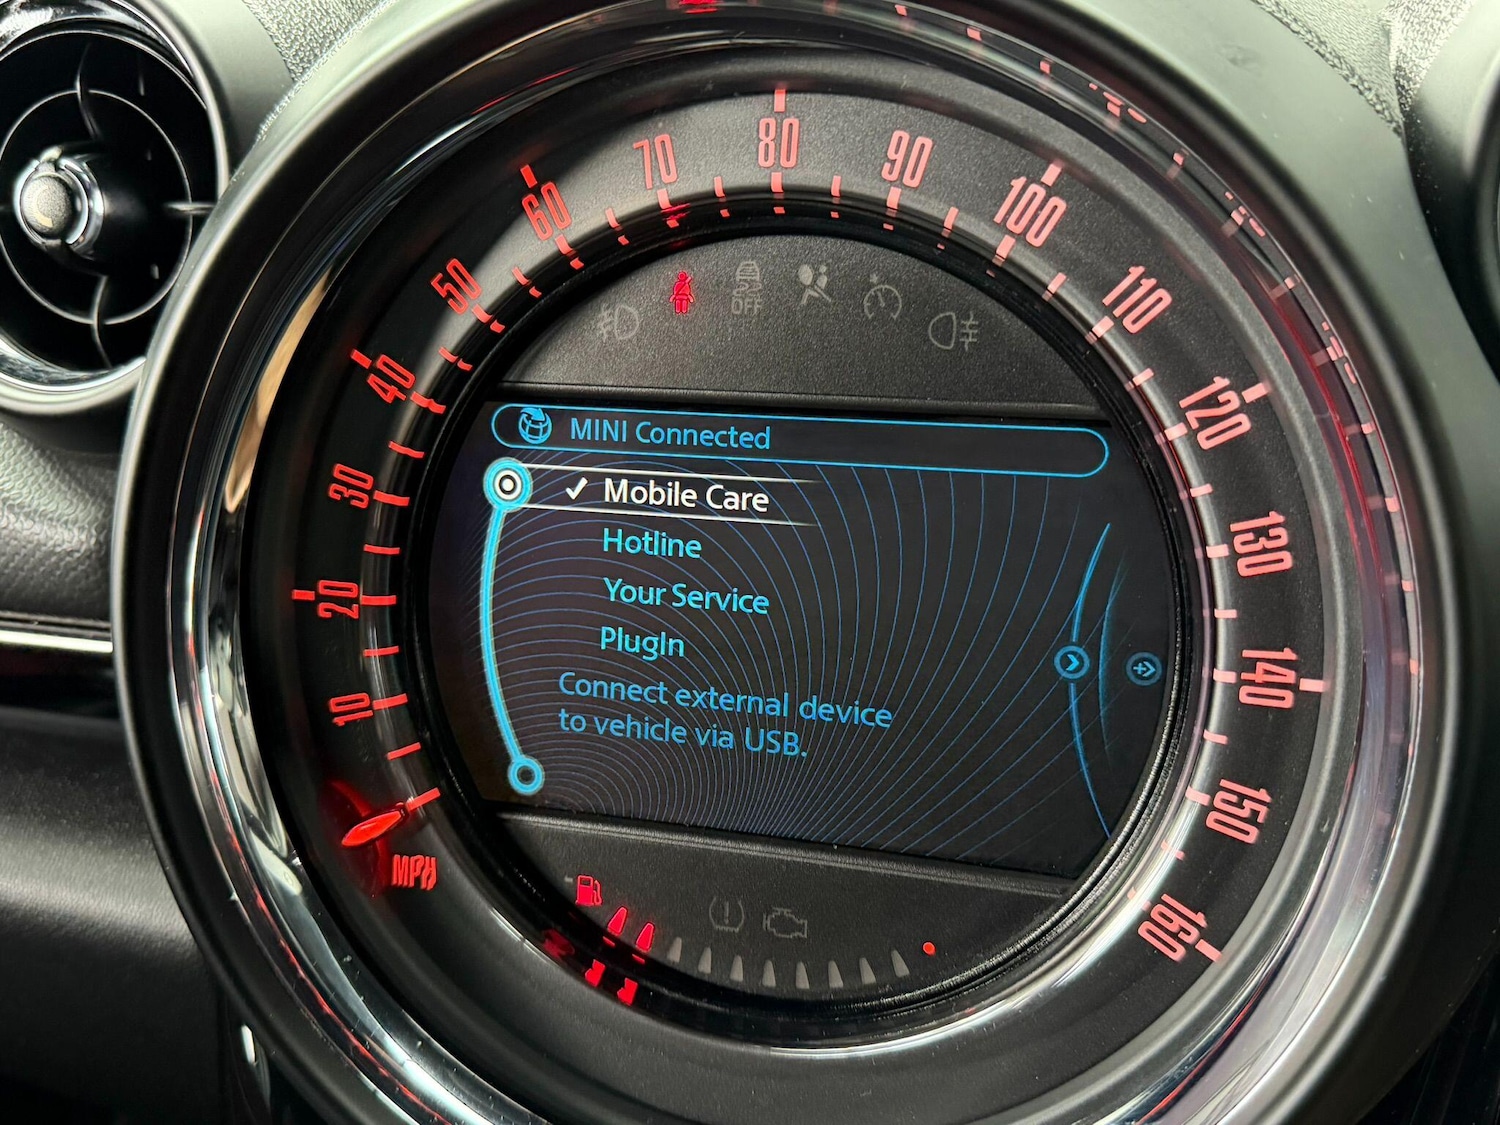 10
20
30
40
50
60
70
80
90
100
110
120
130
140
150
160
MPH
OFF
MINI Connected
✓ Mobile Care
Hotline
Your Service
PlugIn
Connect external device
to vehicle via USB.